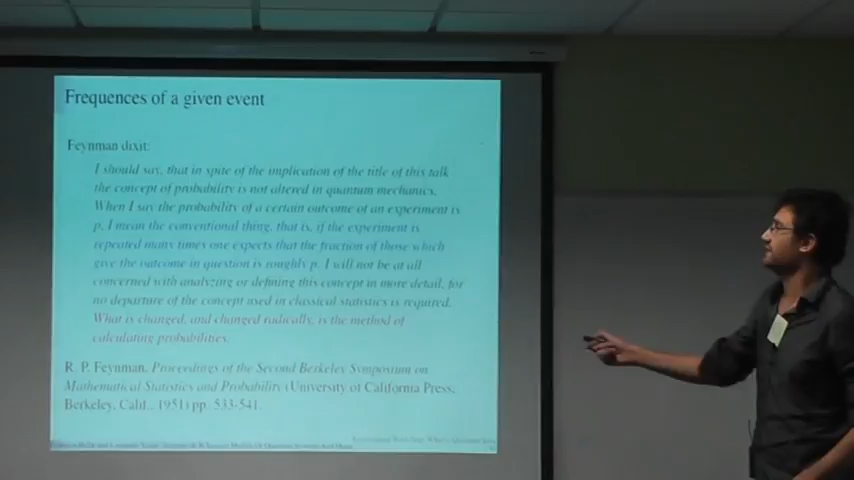 Frequences of a given event
Feynman dixit:
I should say, that in spite of the implication of the title of this talk
the concept of probability is not altered in quantum mechanics.
When I say the probability of a certain outcome of an experiment is
p, I mean the conventional thing, that is, if the experiment is
repeated many times one expects that the fraction of those which
give the outcome in question is roughly p. I will not be at all
concerned with analyzing or defining this concept in more detail, for
no departure of the concept used in classical statistics is required.
What is changed, and changed radically, is the method of
calculating probabilities.
R. P. Feynman, Proceedings of the Second Berkeley Symposium on
Mathematical Statistics and Probability (University of California Press,
Berkeley, Calif., 1951) pp. 533-541.